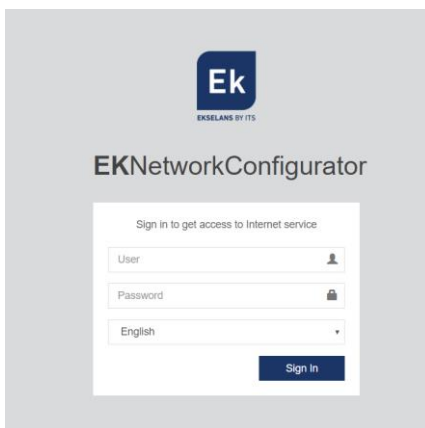 Ek
EKSELANS BY ITS
EKNetworkConfigurator
Sign in to get access to Internet service
User
Password
English
Sign In